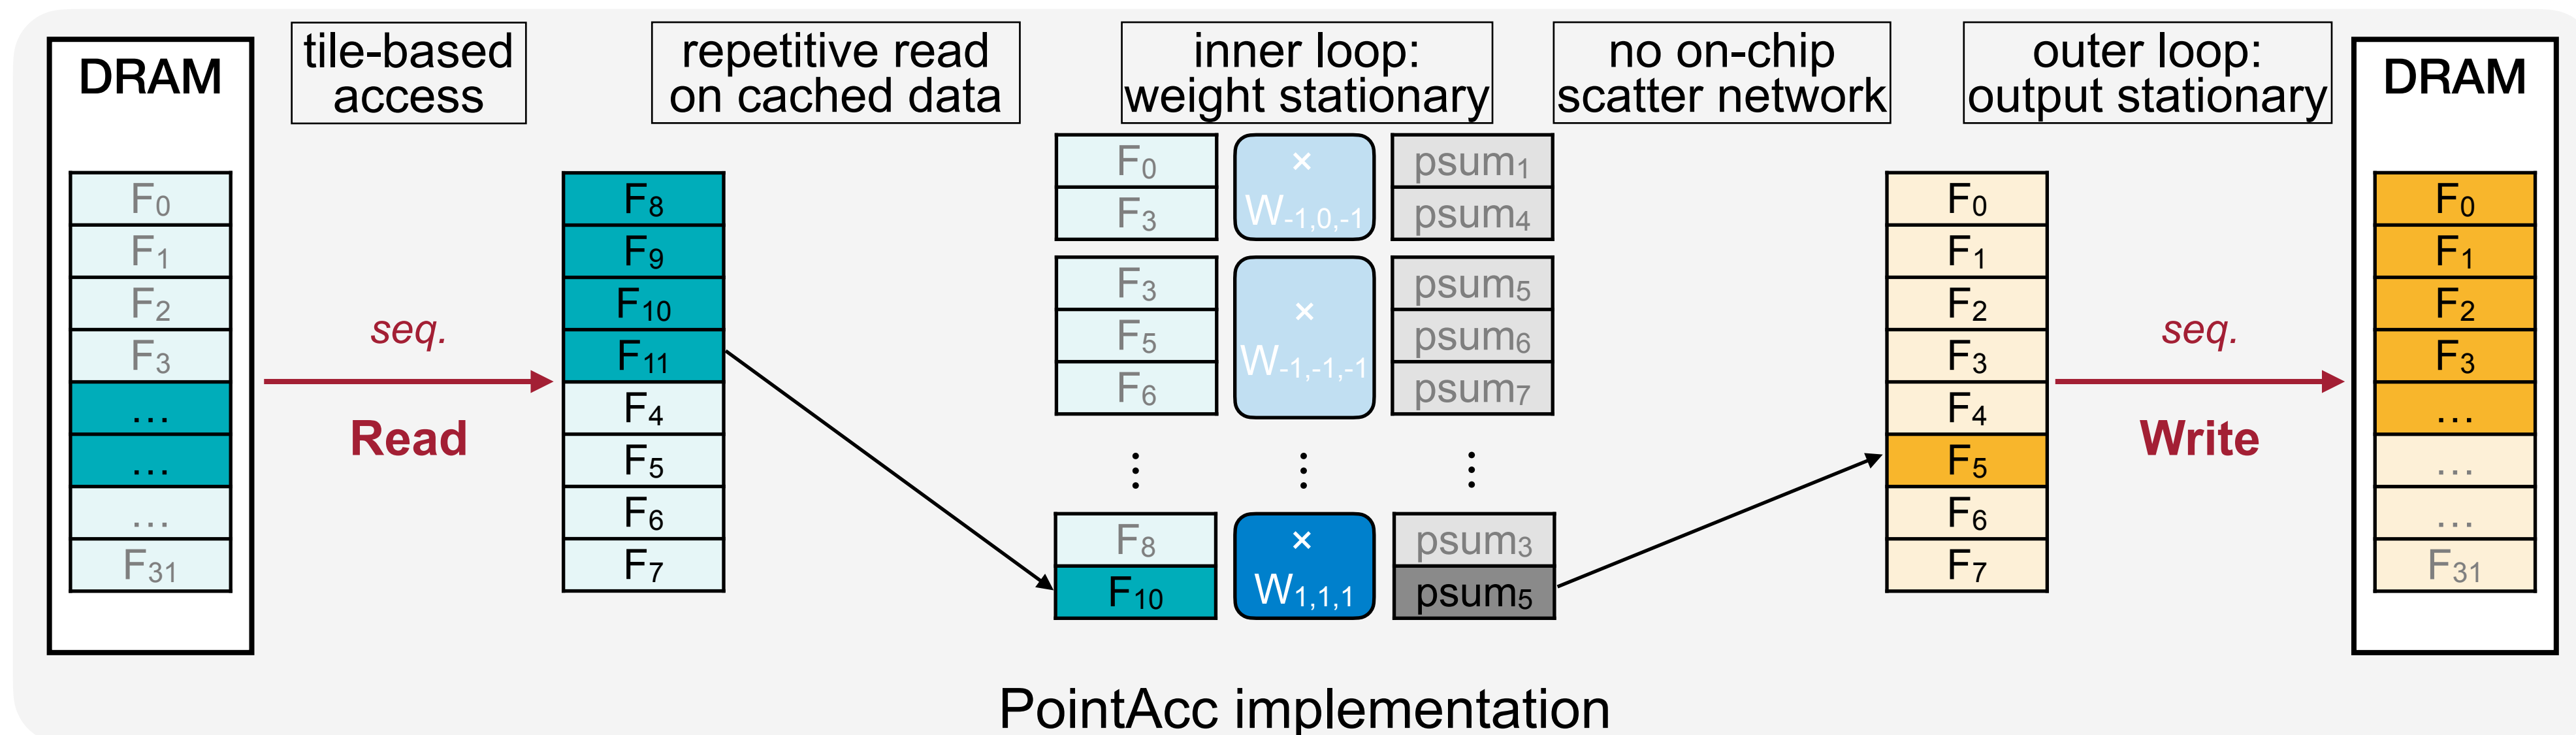 DRAM
tile-based
access
repetitive read
on cached data
inner loop:
weight stationary
no on-chip
scatter network
outer loop:
output stationary
DRAM
F0
F1
F2
F3
...
...
...
F31
seq.
Read
F8
F9
F10
F11
F4
F5
F6
F7
F0
F3
×
W-1,0,-1
psum1
psum4
F3
F5
F6
×
W-1,-1,-1
psum5
psum6
psum7
⋮ ⋮ ⋮
F8
F10
×
W1,1,1
psum3
psum5
F0
F1
F2
F3
F4
F5
F6
F7
seq.
Write
F0
F1
F2
F3
...
...
...
F31
PointAcc implementation